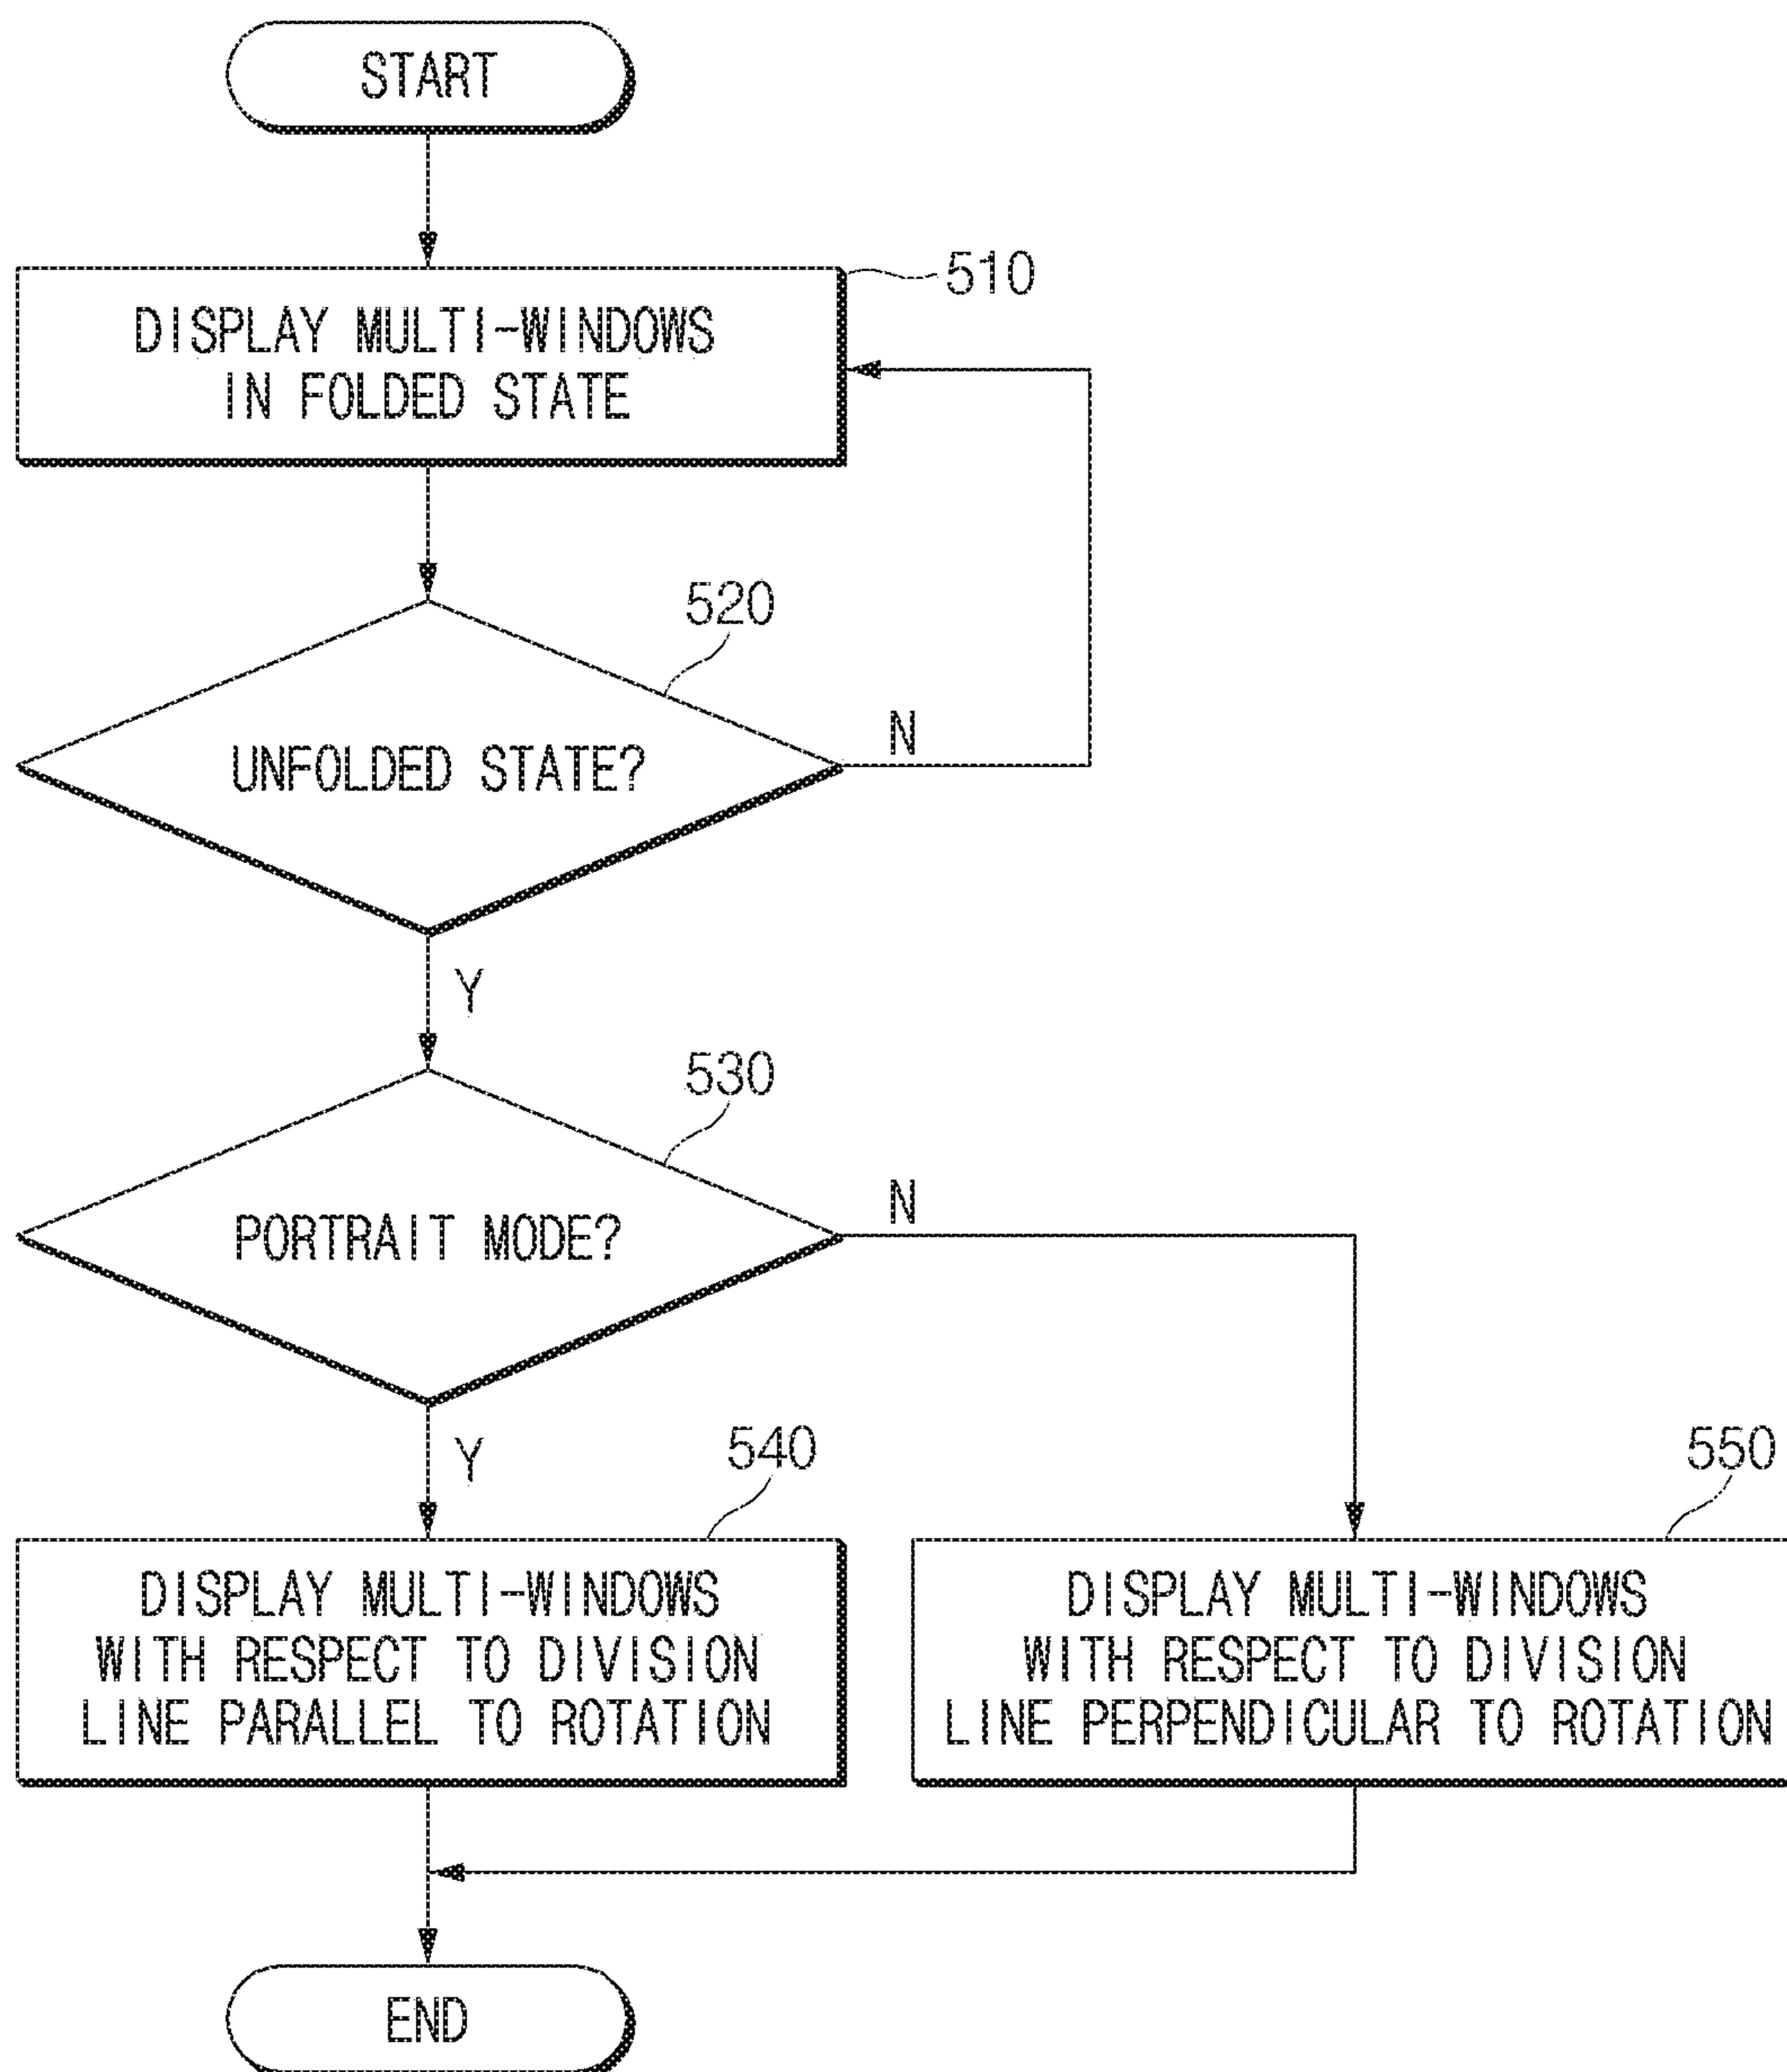 START
510
DISPLAY MULTI-WINDOWS
IN FOLDED STATE
520
UNFOLDED STATE?
N
Y
530
PORTRAIT MODE?
N
Y
540
550
DISPLAY MULTI-WINDOWS
WITH RESPECT TO DIVISION
LINE PARALLEL TO ROTATION
DISPLAY MULTI-WINDOWS
WITH RESPECT TO DIVISION
LINE PERPENDICULAR TO ROTATION
END